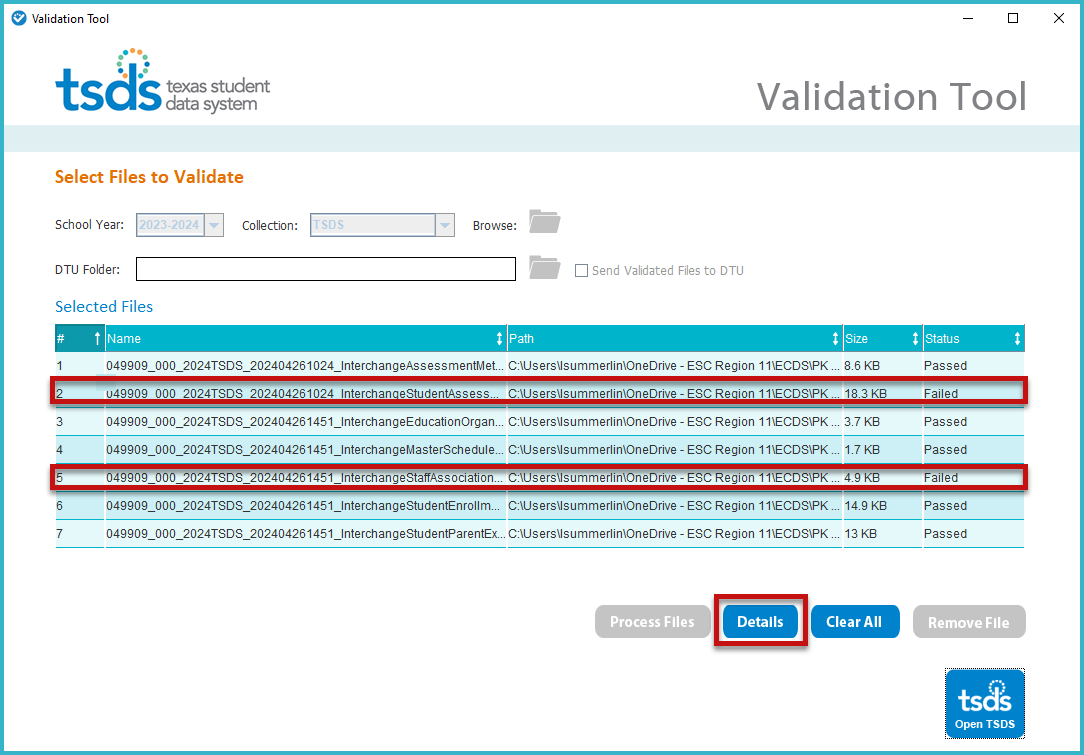 Validation Tool
tsds texas student
data system
Validation Tool
Select Files to Validate
School Year: 2023-2024 Collection: TSDS Browse:
DTU Folder: Send Validated Files to DTU
Selected Files
# Name Path Size Status
1 049909_000_2024TSDS_202404261024_InterchangeAssessmentMet... C:\Users\lsummerlin\OneDrive - ESC Region 11\ECDS\PK ... 8.6 KB Passed
2 049909_000_2024TSDS_202404261024_InterchangeStudentAssess... C:\Users\lsummerlin\OneDrive - ESC Region 11\ECDS\PK ... 18.3 KB Failed
3 049909_000_2024TSDS_202404261451_InterchangeEducationOrgan... C:\Users\lsummerlin\OneDrive - ESC Region 11\ECDS\PK ... 3.7 KB Passed
4 049909_000_2024TSDS_202404261451_InterchangeMasterSchedule... C:\Users\lsummerlin\OneDrive - ESC Region 11\ECDS\PK ... 1.7 KB Passed
5 049909_000_2024TSDS_202404261451_InterchangeStaffAssociation... C:\Users\lsummerlin\OneDrive - ESC Region 11\ECDS\PK ... 4.9 KB Failed
6 049909_000_2024TSDS_202404261451_InterchangeStudentEnrollm... C:\Users\lsummerlin\OneDrive - ESC Region 11\ECDS\PK ... 14.9 KB Passed
7 049909_000_2024TSDS_202404261451_InterchangeStudentParentEx... C:\Users\lsummerlin\OneDrive - ESC Region 11\ECDS\PK ... 13 KB Passed
Process Files Details Clear All Remove File
tsds
Open TSDS